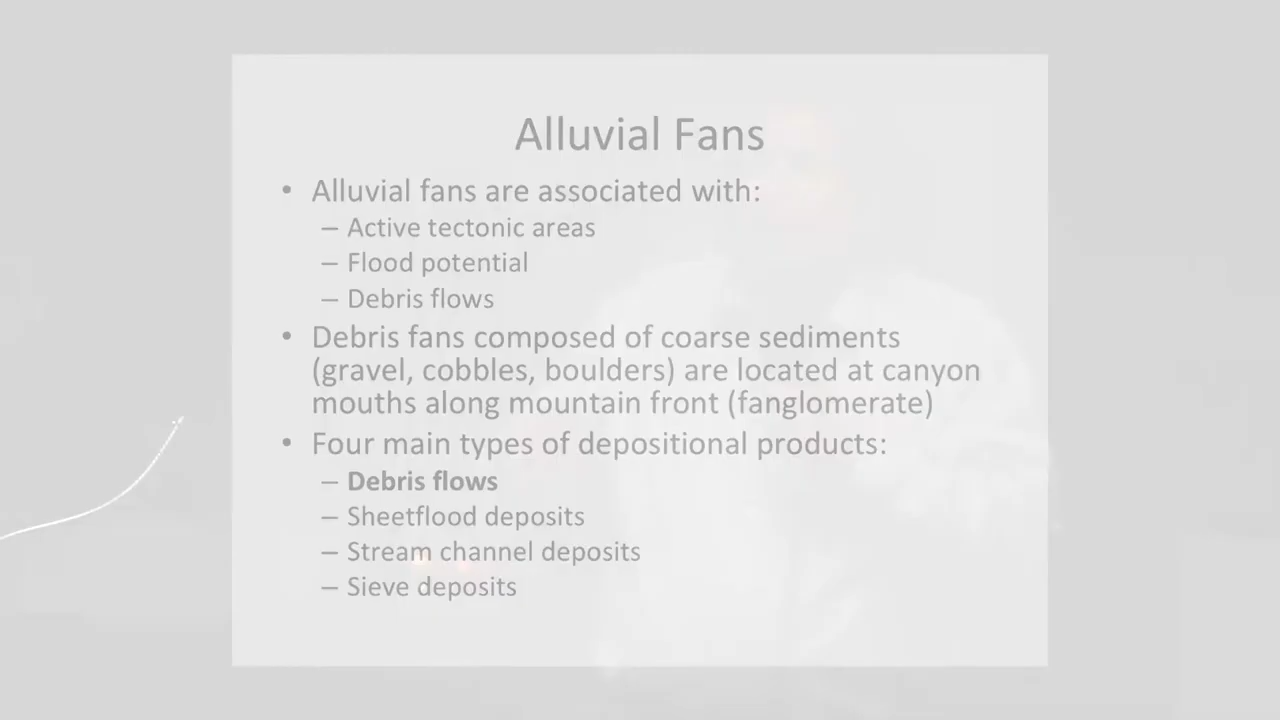 Alluvial Fans
• Alluvial fans are associated with:
– Active tectonic areas
– Flood potential
– Debris flows
• Debris fans composed of coarse sediments
(gravel, cobbles, boulders) are located at canyon
mouths along mountain front (fanglomerate)
• Four main types of depositional products:
– Debris flows
– Sheetflood deposits
– Stream channel deposits
– Sieve deposits